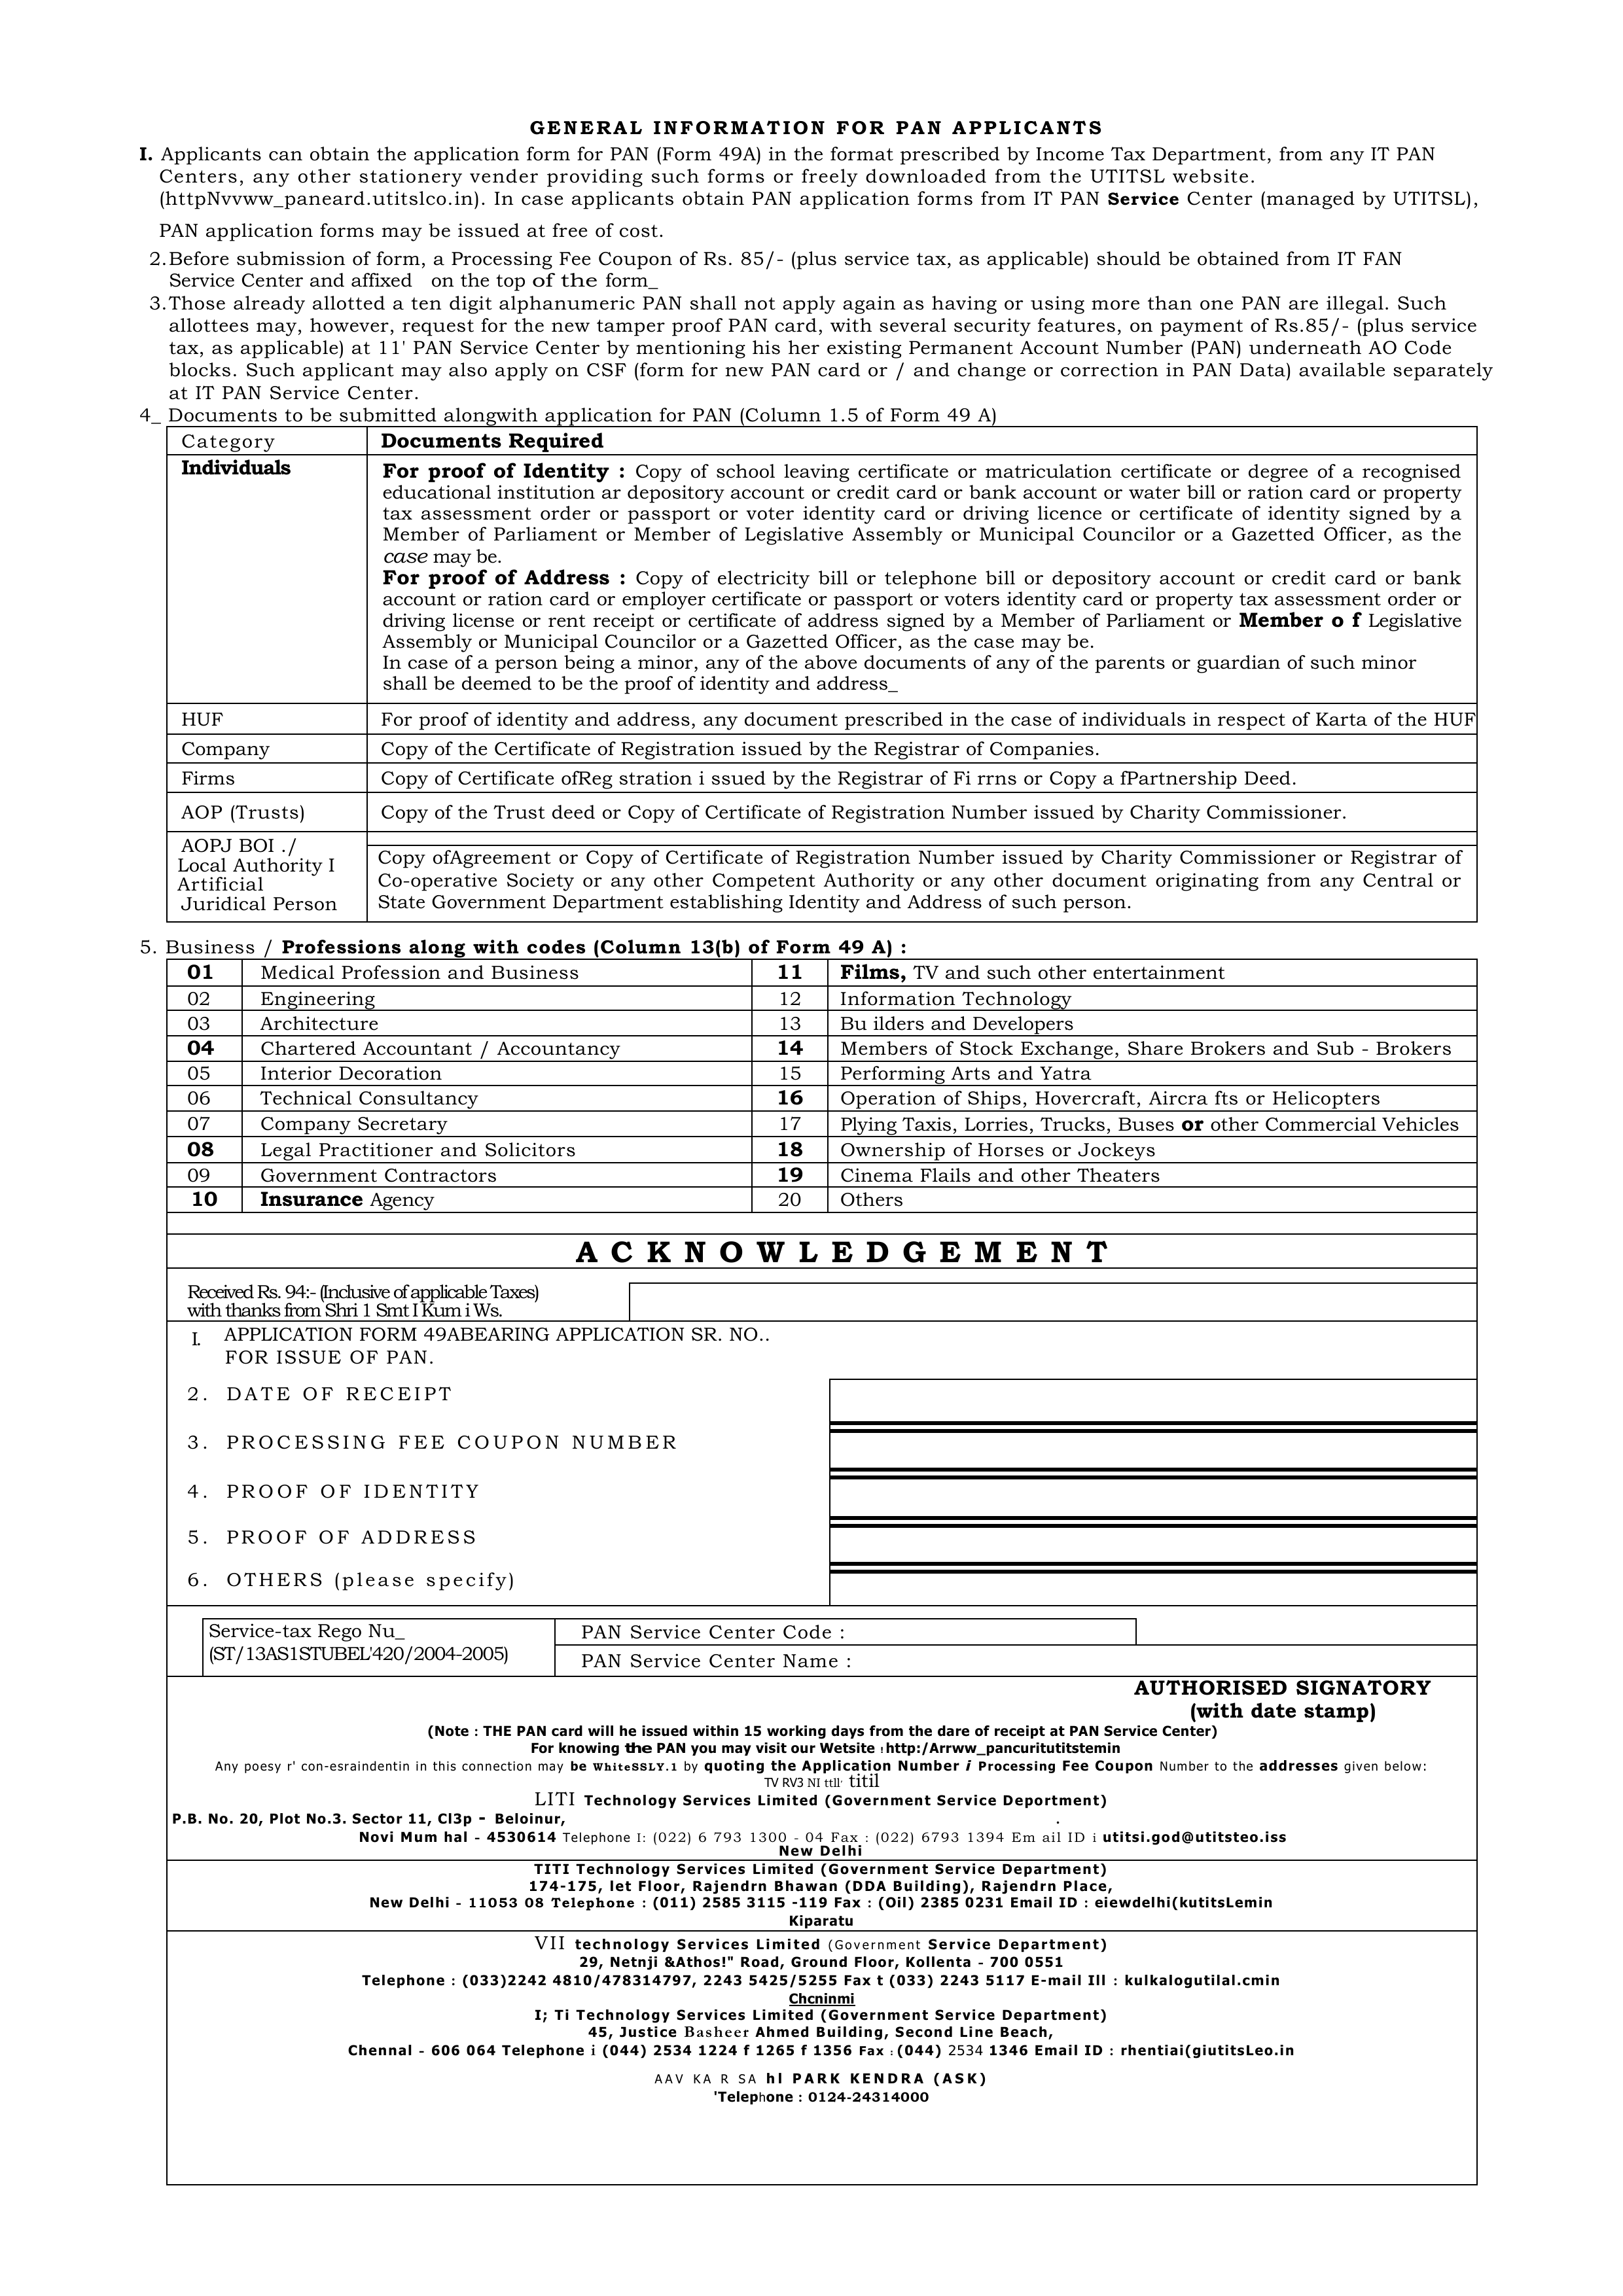 GENERAL INFORMATION FOR PAN APPLICANTS
I. Applicants can obtain the application form for PAN (Form 49A) in the format prescribed by Income Tax Department, from any IT PAN
Centers, any other stationery vender providing such forms or freely downloaded from the UTITSL website.
(httpNvvww_paneard.utitslco.in). In case applicants obtain PAN application forms from IT PAN Service Center (managed by UTITSL),
PAN application forms may be issued at free of cost.
2. Before submission of form, a Processing Fee Coupon of Rs. 85/- (plus service tax, as applicable) should be obtained from IT FAN
Service Center and affixed on the top of the form_
3. Those already allotted a ten digit alphanumeric PAN shall not apply again as having or using more than one PAN are illegal. Such
allottees may, however, request for the new tamper proof PAN card, with several security features, on payment of Rs.85/- (plus service
tax, as applicable) at 11' PAN Service Center by mentioning his her existing Permanent Account Number (PAN) underneath AO Code
blocks. Such applicant may also apply on CSF (form for new PAN card or / and change or correction in PAN Data) available separately
at IT PAN Service Center.
4_ Documents to be submitted alongwith application for PAN (Column 1.5 of Form 49 A)
Category Documents Required
Individuals For proof of Identity : Copy of school leaving certificate or matriculation certificate or degree of a recognised
educational institution ar depository account or credit card or bank account or water bill or ration card or property
tax assessment order or passport or voter identity card or driving licence or certificate of identity signed by a
Member of Parliament or Member of Legislative Assembly or Municipal Councilor or a Gazetted Officer, as the
case may be.
For proof of Address : Copy of electricity bill or telephone bill or depository account or credit card or bank
account or ration card or employer certificate or passport or voters identity card or property tax assessment order or
driving license or rent receipt or certificate of address signed by a Member of Parliament or Member o f Legislative
Assembly or Municipal Councilor or a Gazetted Officer, as the case may be.
In case of a person being a minor, any of the above documents of any of the parents or guardian of such minor
shall be deemed to be the proof of identity and address_
HUF For proof of identity and address, any document prescribed in the case of individuals in respect of Karta of the HUF
Company Copy of the Certificate of Registration issued by the Registrar of Companies.
Firms Copy of Certificate ofReg stration i ssued by the Registrar of Fi rrns or Copy a fPartnership Deed.
AOP (Trusts) Copy of the Trust deed or Copy of Certificate of Registration Number issued by Charity Commissioner.
AOPJ BOI ./
Local Authority I
Artificial
Juridical Person
Copy ofAgreement or Copy of Certificate of Registration Number issued by Charity Commissioner or Registrar of
Co-operative Society or any other Competent Authority or any other document originating from any Central or
State Government Department establishing Identity and Address of such person.
5. Business / Professions along with codes (Column 13(b) of Form 49 A) :
01 Medical Profession and Business 11 Films, TV and such other entertainment
02 Engineering 12 Information Technology
03 Architecture 13 Bu ilders and Developers
04 Chartered Accountant / Accountancy 14 Members of Stock Exchange, Share Brokers and Sub - Brokers
05 Interior Decoration 15 Performing Arts and Yatra
06 Technical Consultancy 16 Operation of Ships, Hovercraft, Aircra fts or Helicopters
07 Company Secretary 17 Plying Taxis, Lorries, Trucks, Buses or other Commercial Vehicles
08 Legal Practitioner and Solicitors 18 Ownership of Horses or Jockeys
09 Government Contractors 19 Cinema Flails and other Theaters
10 Insurance Agency 20 Others
ACKNOWLEDGEMENT
Received Rs. 94:- (Inclusive of applicable Taxes)
with thanks from Shri 1 Smt I Kum i Ws.
I. APPLICATION FORM 49ABEARING APPLICATION SR. NO..
FOR ISSUE OF PAN.
2. DATE OF RECEIPT
3. PROCESSING FEE COUPON NUMBER
4. PROOF OF IDENTITY
5. PROOF OF ADDRESS
6. OTHERS (please specify)
Service-tax Rego Nu_
(ST/13AS1STUBEL'420/2004-2005)
PAN Service Center Code :
PAN Service Center Name :
AUTHORISED SIGNATORY
(with date stamp)
(Note : THE PAN card will he issued within 15 working days from the dare of receipt at PAN Service Center)
For knowing the PAN you may visit our Wetsite : http:/Arrww_pancuritutitstemin
Any poesy r' con-esraindentin in this connection may be WhiteSSLY.1 by quoting the Application Number i Processing Fee Coupon Number to the addresses given below:
TV RV3 NI ttll' titil
LITI Technology Services Limited (Government Service Deportment)
P.B. No. 20, Plot No.3. Sector 11, Cl3p - Beloinur, .
Novi Mum hal - 4530614 Telephone I: (022) 6 793 1300 - 04 Fax : (022) 6793 1394 Em ail ID i utitsi.god@utitsteo.iss
New Delhi
TITI Technology Services Limited (Government Service Department)
174-175, let Floor, Rajendrn Bhawan (DDA Building), Rajendrn Place,
New Delhi - 11053 08 Telephone : (011) 2585 3115 -119 Fax : (Oil) 2385 0231 Email ID : eiewdelhi(kutitsLemin
Kiparatu
VII technology Services Limited (Government Service Department)
29, Netnji &Athos!" Road, Ground Floor, Kollenta - 700 0551
Telephone : (033)2242 4810/478314797, 2243 5425/5255 Fax t (033) 2243 5117 E-mail Ill : kulkalogutilal.cmin
Chcninmi
I; Ti Technology Services Limited (Government Service Department)
45, Justice Basheer Ahmed Building, Second Line Beach,
Chennal - 606 064 Telephone i (044) 2534 1224 f 1265 f 1356 Fax : (044) 2534 1346 Email ID : rhentiai(giutitsLeo.in
AAV KA R SA hl PARK KENDRA (ASK)
'Telephone : 0124-24314000